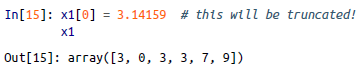 In[15]: x1[0] = 3.14159  # this will be truncated!
x1
Out[15]: array([3, 0, 3, 3, 7, 9])